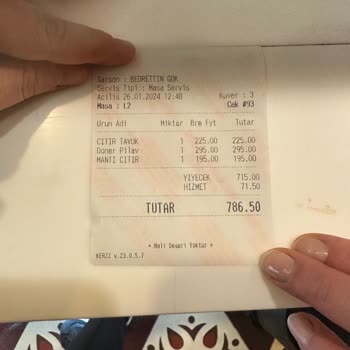 Garson : BEDRETTIN GOK
Servis Tipi : Masa Servis
Acilis 26.01.2024 12:48 Kuver : 3
Masa : L2 Cek #93
Urun Adi Miktar Brm Fyt Tutar
CITIR TAVUK 1 225.00 225.00
Doner Pilav 1 295.00 295.00
MANTI CITIR 1 195.00 195.00
YIYECEK 715.00
HIZMET 71.50
TUTAR 786.50
* Mali Degeri Yoktur *
KERZZ v.23.0.5.7